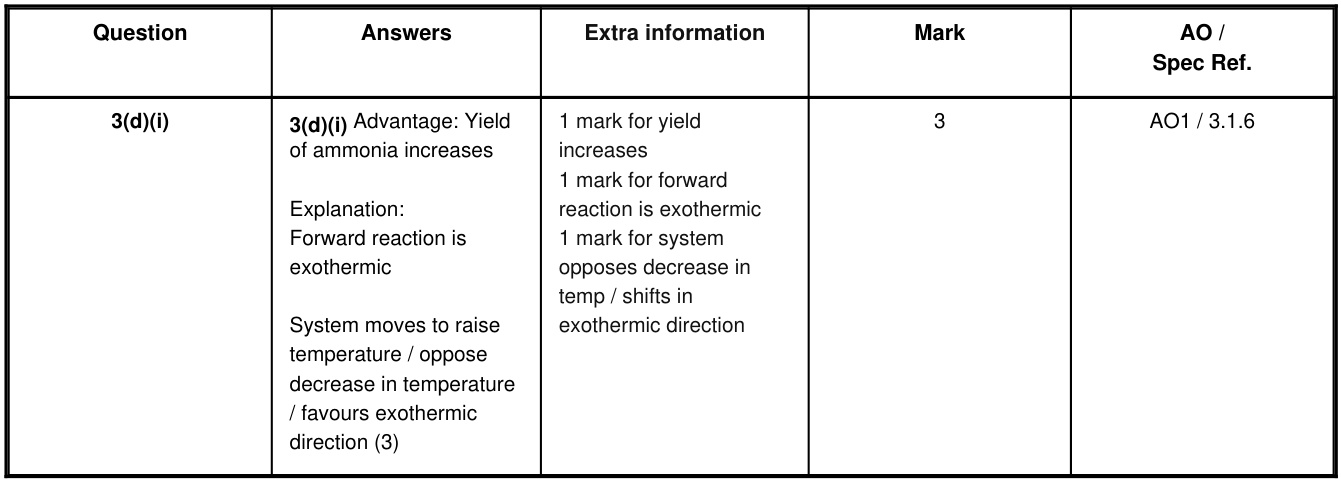 Question
Answers
Extra information
Mark
AO /
Spec Ref.
3(d)(i)
3(d)(i) Advantage: Yield
of ammonia increases
Explanation:
Forward reaction is
exothermic
System moves to raise
temperature / oppose
decrease in temperature
/ favours exothermic
direction (3)
1 mark for yield
increases
1 mark for forward
reaction is exothermic
1 mark for system
opposes decrease in
temp / shifts in
exothermic direction
3
AO1 / 3.1.6